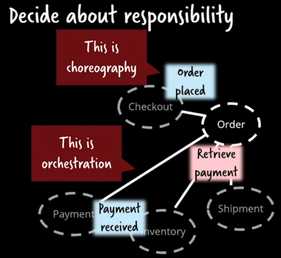 Decide about responsibility
This is
choreography
Order
placed
Checkout
Order
This is
orchestration
Retrieve
payment
Payment
Payment
received
Inventory
Shipment